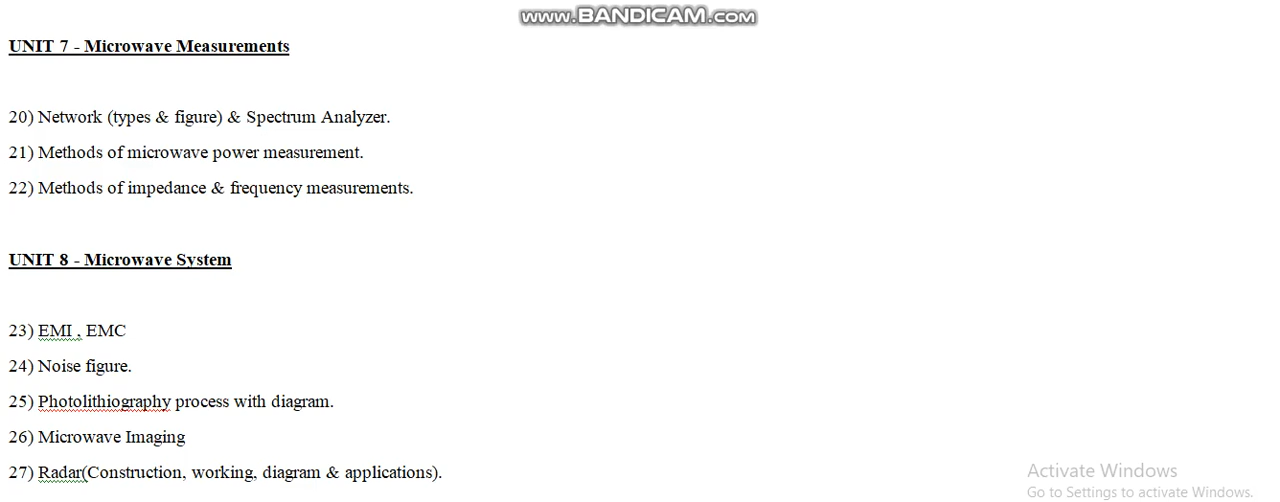 www.BANDICAM.com
UNIT 7 - Microwave Measurements
20) Network (types & figure) & Spectrum Analyzer.
21) Methods of microwave power measurement.
22) Methods of impedance & frequency measurements.
UNIT 8 - Microwave System
23) EMI , EMC
24) Noise figure.
25) Photolithiography process with diagram.
26) Microwave Imaging
27) Radar(Construction, working, diagram & applications).
Activate Windows
Go to Settings to activate Windows.